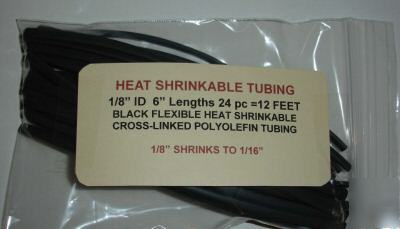 HEAT SHRINKABLE TUBING
1/8" ID 6" Lengths 24 pc =12 FEET
BLACK FLEXIBLE HEAT SHRINKABLE
CROSS-LINKED POLYOLEFIN TUBING
1/8" SHRINKS TO 1/16"